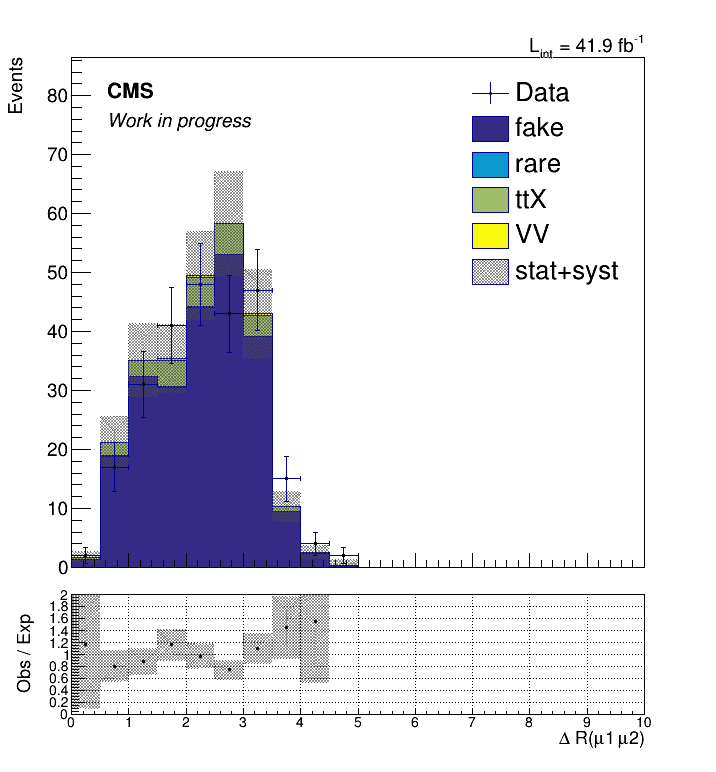 L_int = 41.9 fb^-1
Events
CMS
Work in progress
Data
fake
rare
ttX
VV
stat+syst
80
70
60
50
40
30
20
10
0
Obs / Exp
2
1.8
1.6
1.4
1.2
1
0.8
0.6
0.4
0.2
0
0 1 2 3 4 5 6 7 8 9 10
Δ R(μ1 μ2)